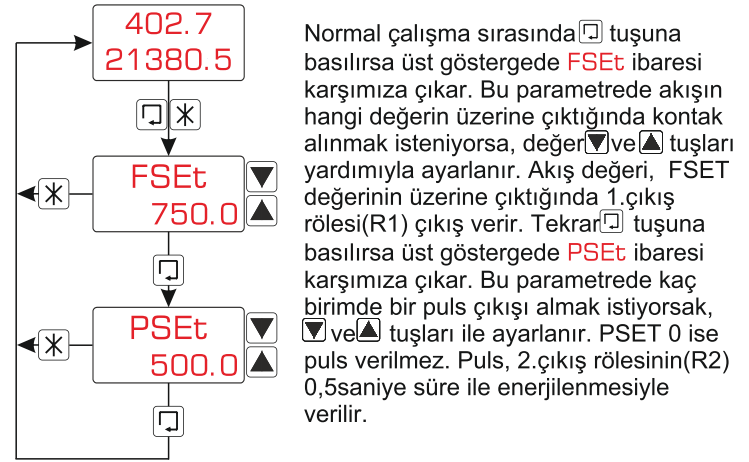 402.7
21380.5
FSEt
750.0
PSEt
500.0
Normal çalışma sırasında tuşuna
basılırsa üst göstergede FSEt ibaresi
karşımıza çıkar. Bu parametrede akışın
hangi değerin üzerine çıktığında kontak
alınmak isteniyorsa, değer ve tuşları
yardımıyla ayarlanır. Akış değeri, FSET
değerinin üzerine çıktığında 1.çıkış
rölesi(R1) çıkış verir. Tekrar tuşuna
basılırsa üst göstergede PSEt ibaresi
karşımıza çıkar. Bu parametrede kaç
birimde bir puls çıkışı almak istiyorsak,
ve tuşları ile ayarlanır. PSET 0 ise
puls verilmez. Puls, 2.çıkış rölesinin(R2)
0,5saniye süre ile enerjilenmesiyle
verilir.